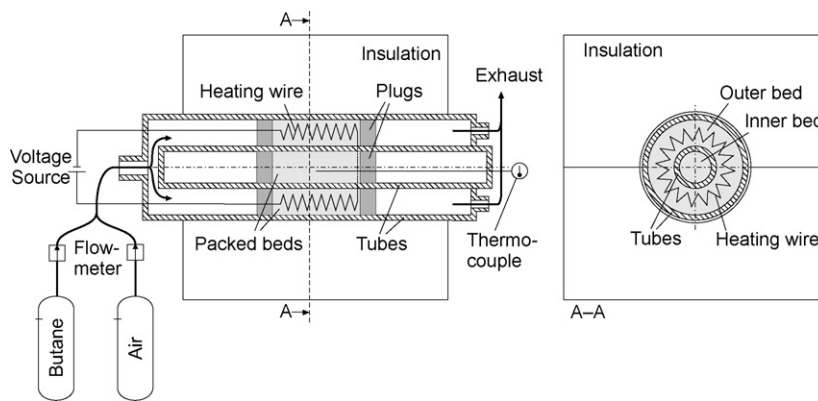 A
Insulation
Heating wire
Plugs
Exhaust
Voltage
Source
Packed beds
Tubes
Thermo-
couple
Flow-
meter
Butane
Air
A
Insulation
Outer bed
Inner bed
Tubes
Heating wire
A–A